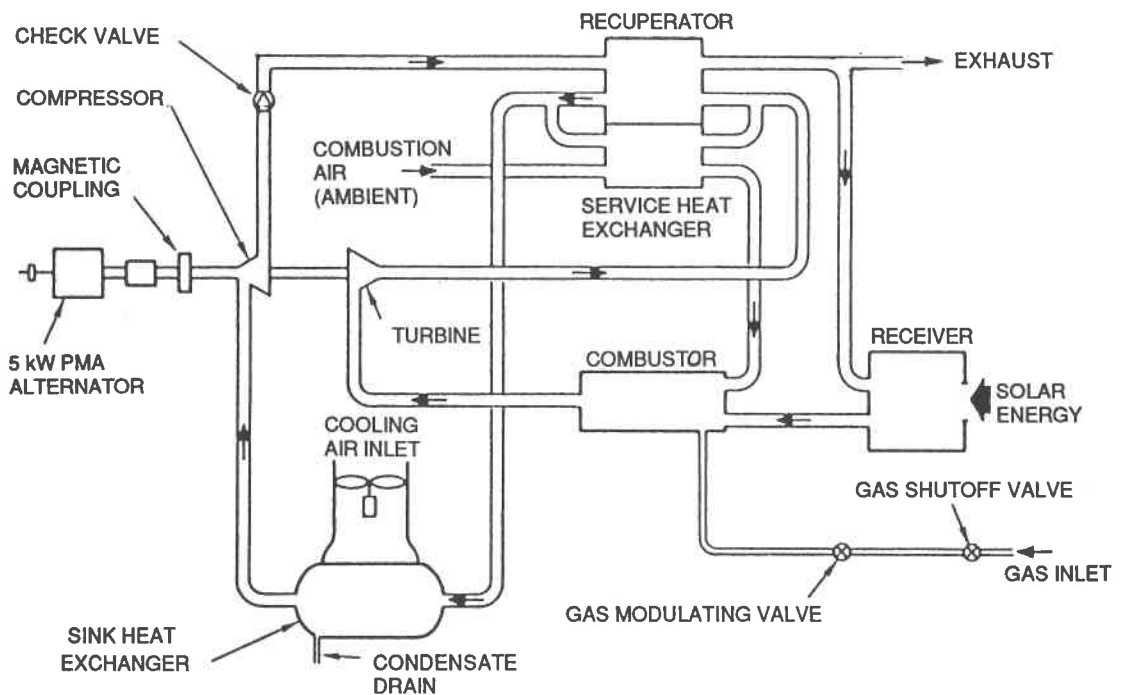 RECUPERATOR
CHECK VALVE
EXHAUST
COMPRESSOR
MAGNETIC
COUPLING
COMBUSTION
AIR
(AMBIENT)
SERVICE HEAT
EXCHANGER
5 kW PMA
ALTERNATOR
TURBINE
COMBUSTOR
RECEIVER
SOLAR
ENERGY
COOLING
AIR INLET
GAS SHUTOFF VALVE
GAS INLET
GAS MODULATING VALVE
SINK HEAT
EXCHANGER
CONDENSATE
DRAIN